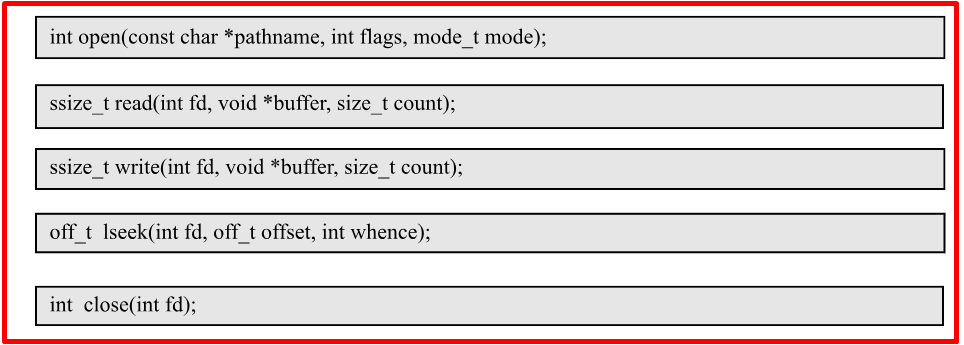 int open(const char *pathname, int flags, mode_t mode);
ssize_t read(int fd, void *buffer, size_t count);
ssize_t write(int fd, void *buffer, size_t count);
off_t  lseek(int fd, off_t offset, int whence);
int  close(int fd);